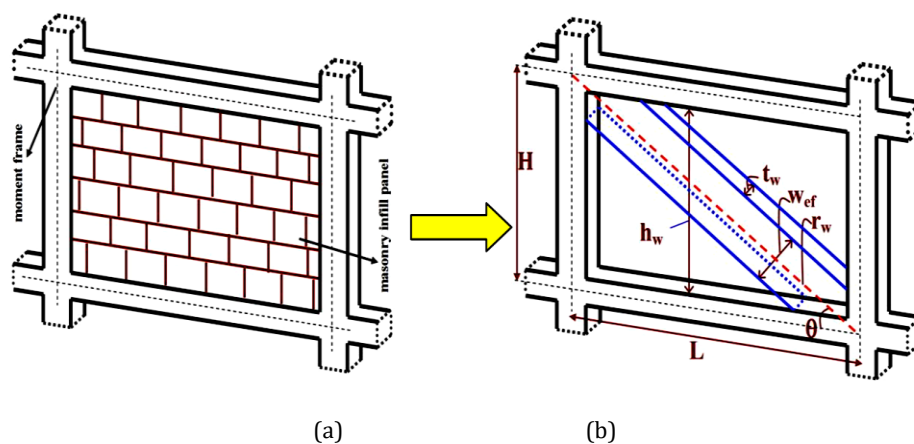 moment frame
masonry infill panel
H
h_w
t_w
w_ef
r_w
θ
L
(a)
(b)